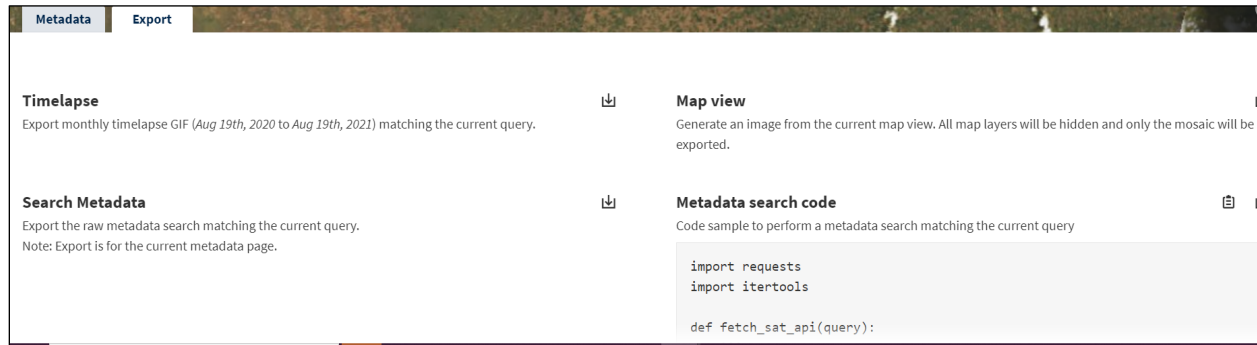 Metadata Export
Timelapse
Export monthly timelapse GIF (Aug 19th, 2020 to Aug 19th, 2021) matching the current query.
Map view
Generate an image from the current map view. All map layers will be hidden and only the mosaic will be
exported.
Search Metadata
Export the raw metadata search matching the current query.
Note: Export is for the current metadata page.
Metadata search code
Code sample to perform a metadata search matching the current query
import requests
import itertools
def fetch_sat_api(query):